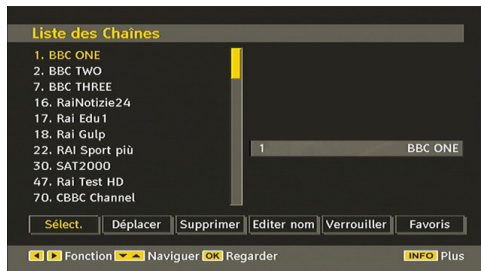 Liste des Chaînes
1. BBC ONE
2. BBC TWO
7. BBC THREE
16. RaiNotizie24
17. Rai Edu1
18. Rai Gulp
22. RAI Sport più
30. SAT2000
47. Rai Test HD
70. CBBC Channel
1 BBC ONE
Sélect. Déplacer Supprimer Editer nom Verrouiller Favoris
Fonction Naviguer OK Regarder INFO Plus